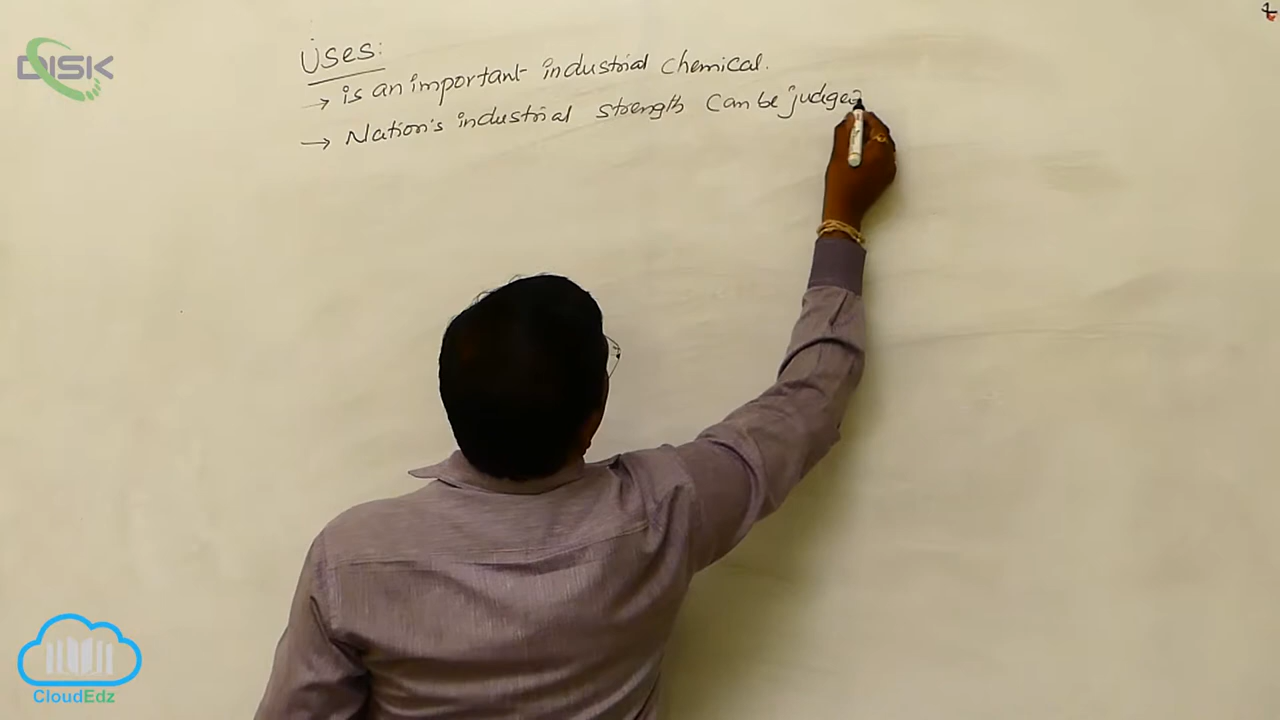 DISK
Uses:
→ is an important industrial chemical.
→ Nation's industrial strength can be judged
CloudEdz